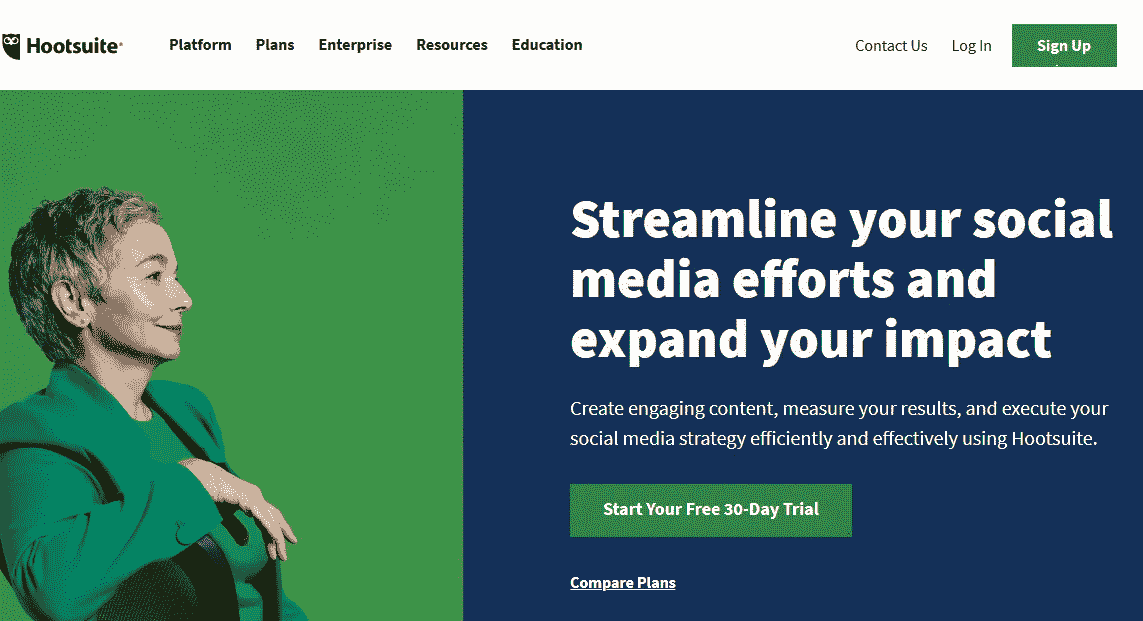 Hootsuite
Platform Plans Enterprise Resources Education
Contact Us Log In Sign Up
Streamline your social
media efforts and
expand your impact
Create engaging content, measure your results, and execute your
social media strategy efficiently and effectively using Hootsuite.
Start Your Free 30-Day Trial
Compare Plans